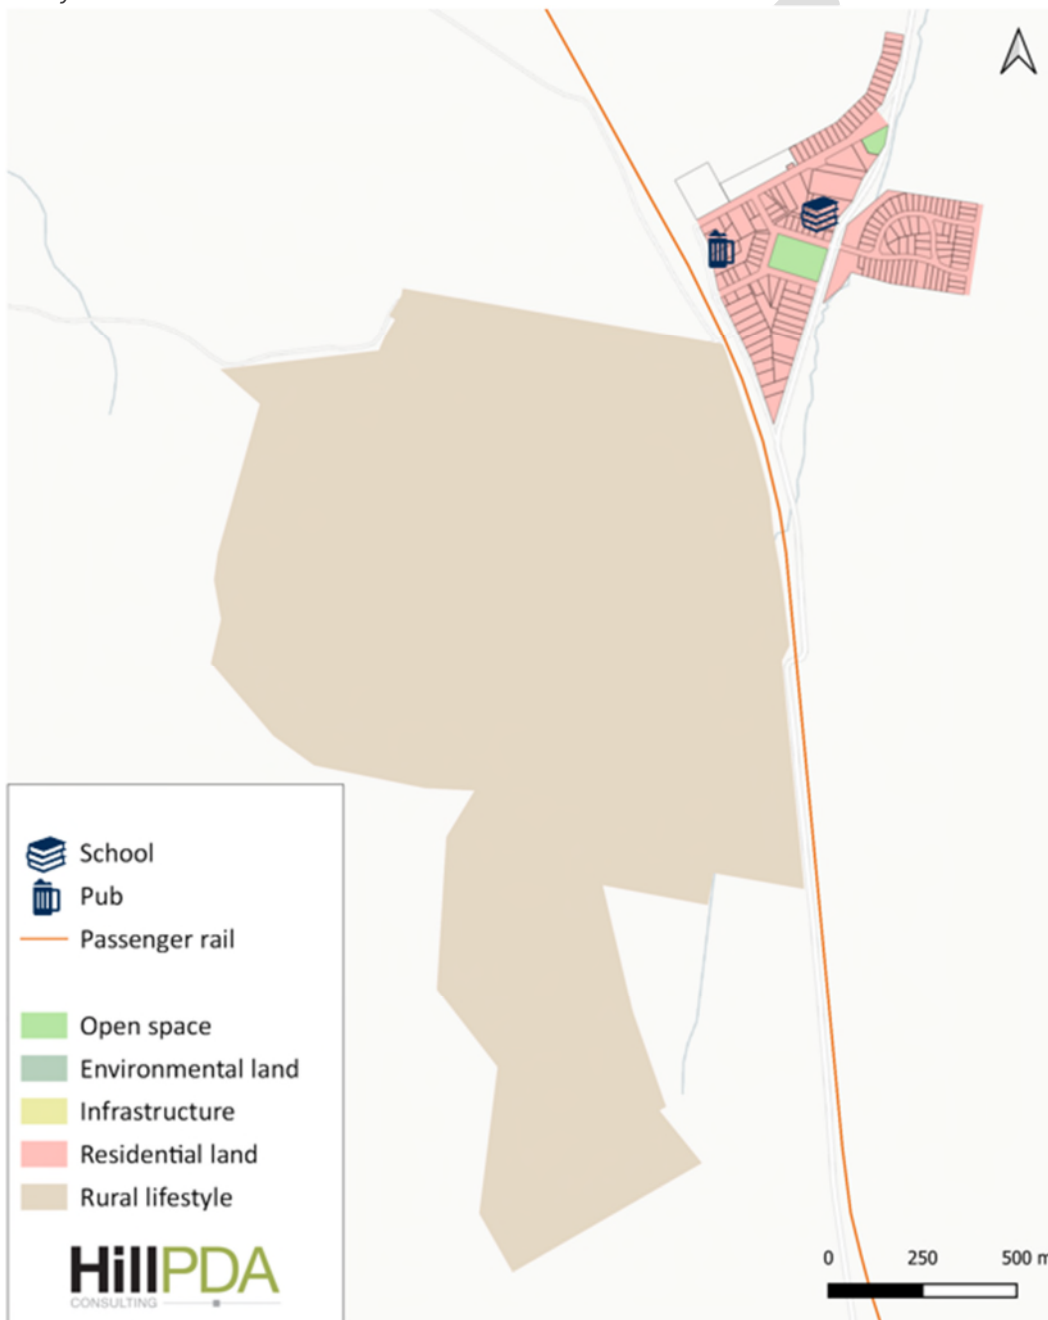 School
Pub
Passenger rail
Open space
Environmental land
Infrastructure
Residential land
Rural lifestyle
HillPDA
CONSULTING
0 250 500 m